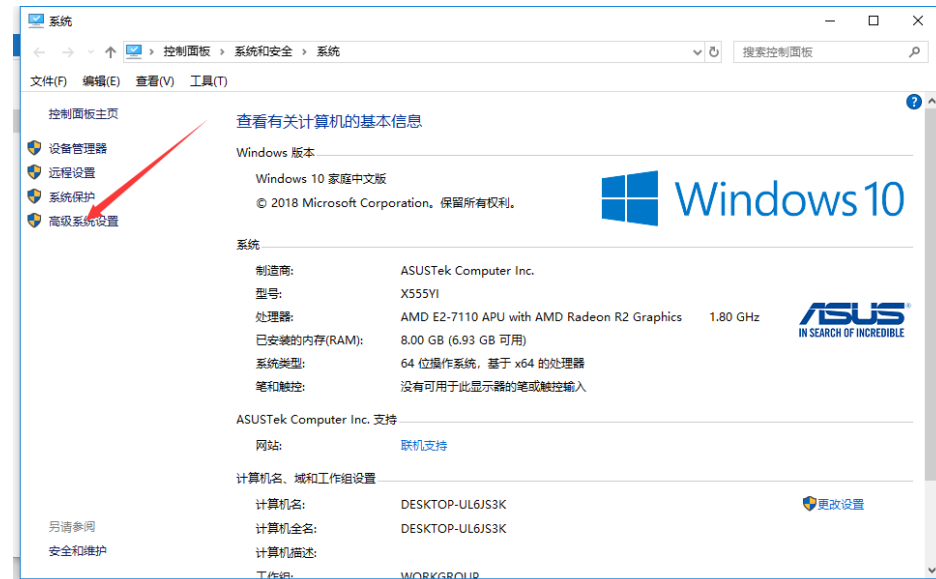 系统
控制面板 › 系统和安全 › 系统
搜索控制面板
文件(F) 编辑(E) 查看(V) 工具(T)
控制面板主页
设备管理器
远程设置
系统保护
高级系统设置
查看有关计算机的基本信息
Windows 版本
Windows 10 家庭中文版
© 2018 Microsoft Corporation。保留所有权利。
Windows 10
系统
制造商: ASUSTek Computer Inc.
型号: X555YI
处理器: AMD E2-7110 APU with AMD Radeon R2 Graphics 1.80 GHz
已安装的内存(RAM): 8.00 GB (6.93 GB 可用)
系统类型: 64 位操作系统，基于 x64 的处理器
笔和触控: 没有可用于此显示器的笔或触控输入
ASUS
IN SEARCH OF INCREDIBLE
ASUSTek Computer Inc. 支持
网站: 联机支持
计算机名、域和工作组设置
计算机名: DESKTOP-UL6JS3K
更改设置
计算机全名: DESKTOP-UL6JS3K
计算机描述:
工作组: WORKGROUP
另请参阅
安全和维护